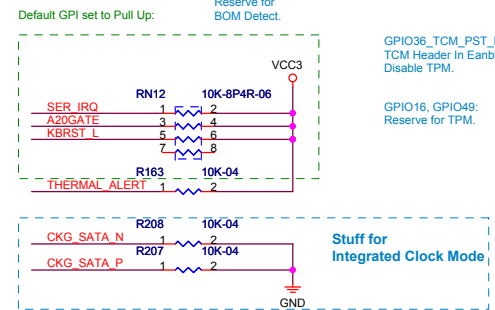 Reserve for
Default GPI set to Pull Up:
BOM Detect.
GPIO36_TCM_PST_
TCM Header In Eanb
Disable TPM.
VCC3
RN12 10K-8P4R-06
GPIO16, GPIO49:
Reserve for TPM.
SER_IRQ 1 2
A20GATE 3 4
KBRST_L 5 6
7 8
R163 10K-04
THERMAL_ALERT 1 2
R208 10K-04
CKG_SATA_N 1 2
R207 10K-04
CKG_SATA_P 1 2
Stuff for
Integrated Clock Mode
GND